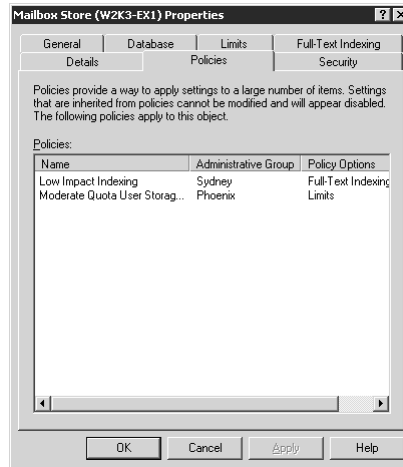 Mailbox Store (W2K3-EX1) Properties
General Database Limits Full-Text Indexing
Details Policies Security
Policies provide a way to apply settings to a large number of items. Settings
that are inherited from policies cannot be modified and will appear disabled.
The following policies apply to this object.
Policies:
Name Administrative Group Policy Options
Low Impact Indexing Sydney Full-Text Indexing
Moderate Quota User Storag... Phoenix Limits
OK Cancel Apply Help